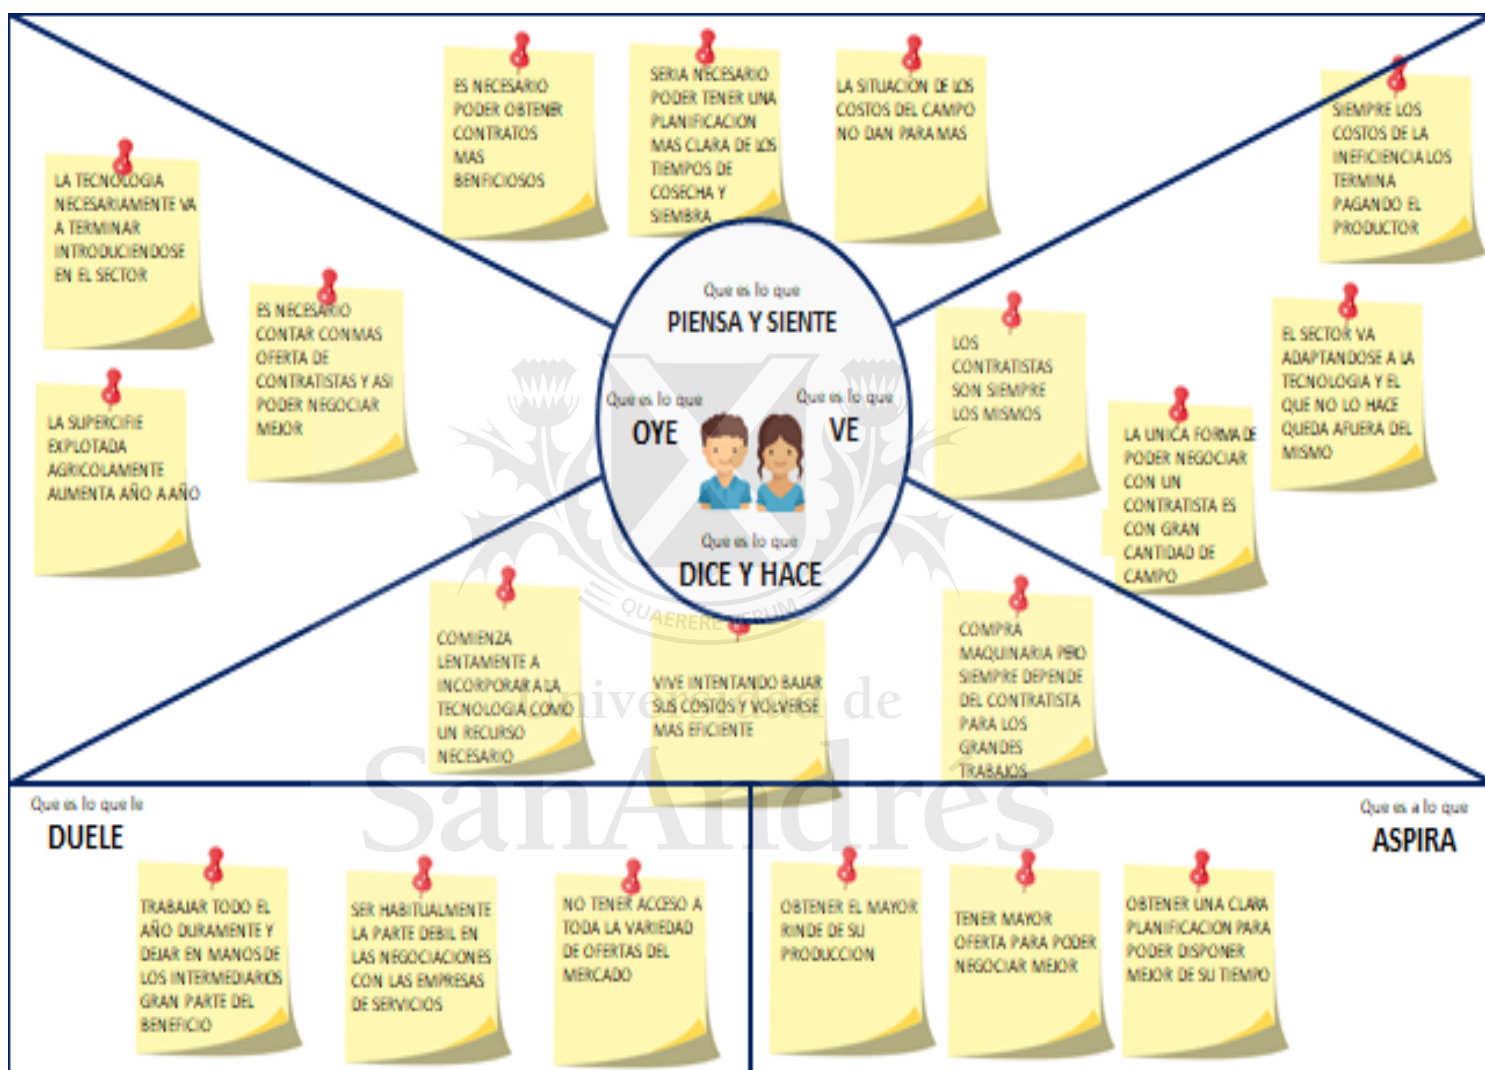 ES NECESARIO
PODER OBTENER
CONTRATOS
MAS
BENFICIOSOS
SERIA NECESARIO
PODER TENER UNA
PLANIFICACION
MAS CLARA DE LOS
TIEMPOS DE
COSECHA Y
SIEMBRA
LA SITUACION DE LOS
COSTOS DEL CAMPO
NO DAN PARA MAS
SIEMPRE LOS
COSTOS DE LA
INEFICIENCIA LOS
TERMINA
PAGANDO EL
PRODUCTOR
LA TECNOLOGIA
NECESARIAMENTE VA
A TERMINAR
INTRODUCIENDOSE
EN EL SECTOR
ES NECESARIO
CONTAR CON MAS
OFERTA DE
CONTRATISTAS Y ASI
PODER NEGOCIAR
MEJOR
LA SUPERCIFIE
EXPLOTADA
AGRICOLAMENTE
AUMENTA AÑO A AÑO
Que es lo que
PIENSA Y SIENTE
Que es lo que
OYE
Que es lo que
VE
Que es lo que
DICE Y HACE
LOS
CONTRATISTAS
SON SIEMPRE
LOS MISMOS
EL SECTOR VA
ADAPTANDOSE A LA
TECNOLOGIA Y EL
QUE NO LO HACE
QUEDA AFUERA DEL
MISMO
LA UNICA FORMA DE
PODER NEGOCIAR
CON UN
CONTRATISTA ES
CON GRAN
CANTIDAD DE
CAMPO
COMIENZA
LENTAMENTE A
INCORPORAR A LA
TECNOLOGIA COMO
UN RECURSO
NECESARIO
VIVE INTENTANDO BAJAR
SUS COSTOS Y VOLVERSE
MAS EFICIENTE
COMPRA
MAQUINARIA PERO
SIEMPRE DEPENDE
DEL CONTRATISTA
PARA LOS
GRANDES
TRABAJOS
QUAERERE VERUM
Universidad de
SanAndrés
Que es lo que le
DUELE
TRABAJAR TODO EL
AÑO DURAMENTE Y
DEJAR EN MANOS DE
LOS INTERMEDIARIOS
GRAN PARTE DEL
BENEFICIO
SER HABITUALMENTE
LA PARTE DEBIL EN
LAS NEGOCIACIONES
CON LAS EMPRESAS
DE SERVICIOS
NO TENER ACCESO A
TODA LA VARIEDAD
DE OFERTAS DEL
MERCADO
Que es a lo que
ASPIRA
OBTENER EL MAYOR
RINDE DE SU
PRODUCCION
TENER MAYOR
OFERTA PARA PODER
NEGOCIAR MEJOR
OBTENER UNA CLARA
PLANIFICACION PARA
PODER DISPONER
MEJOR DE SU TIEMPO